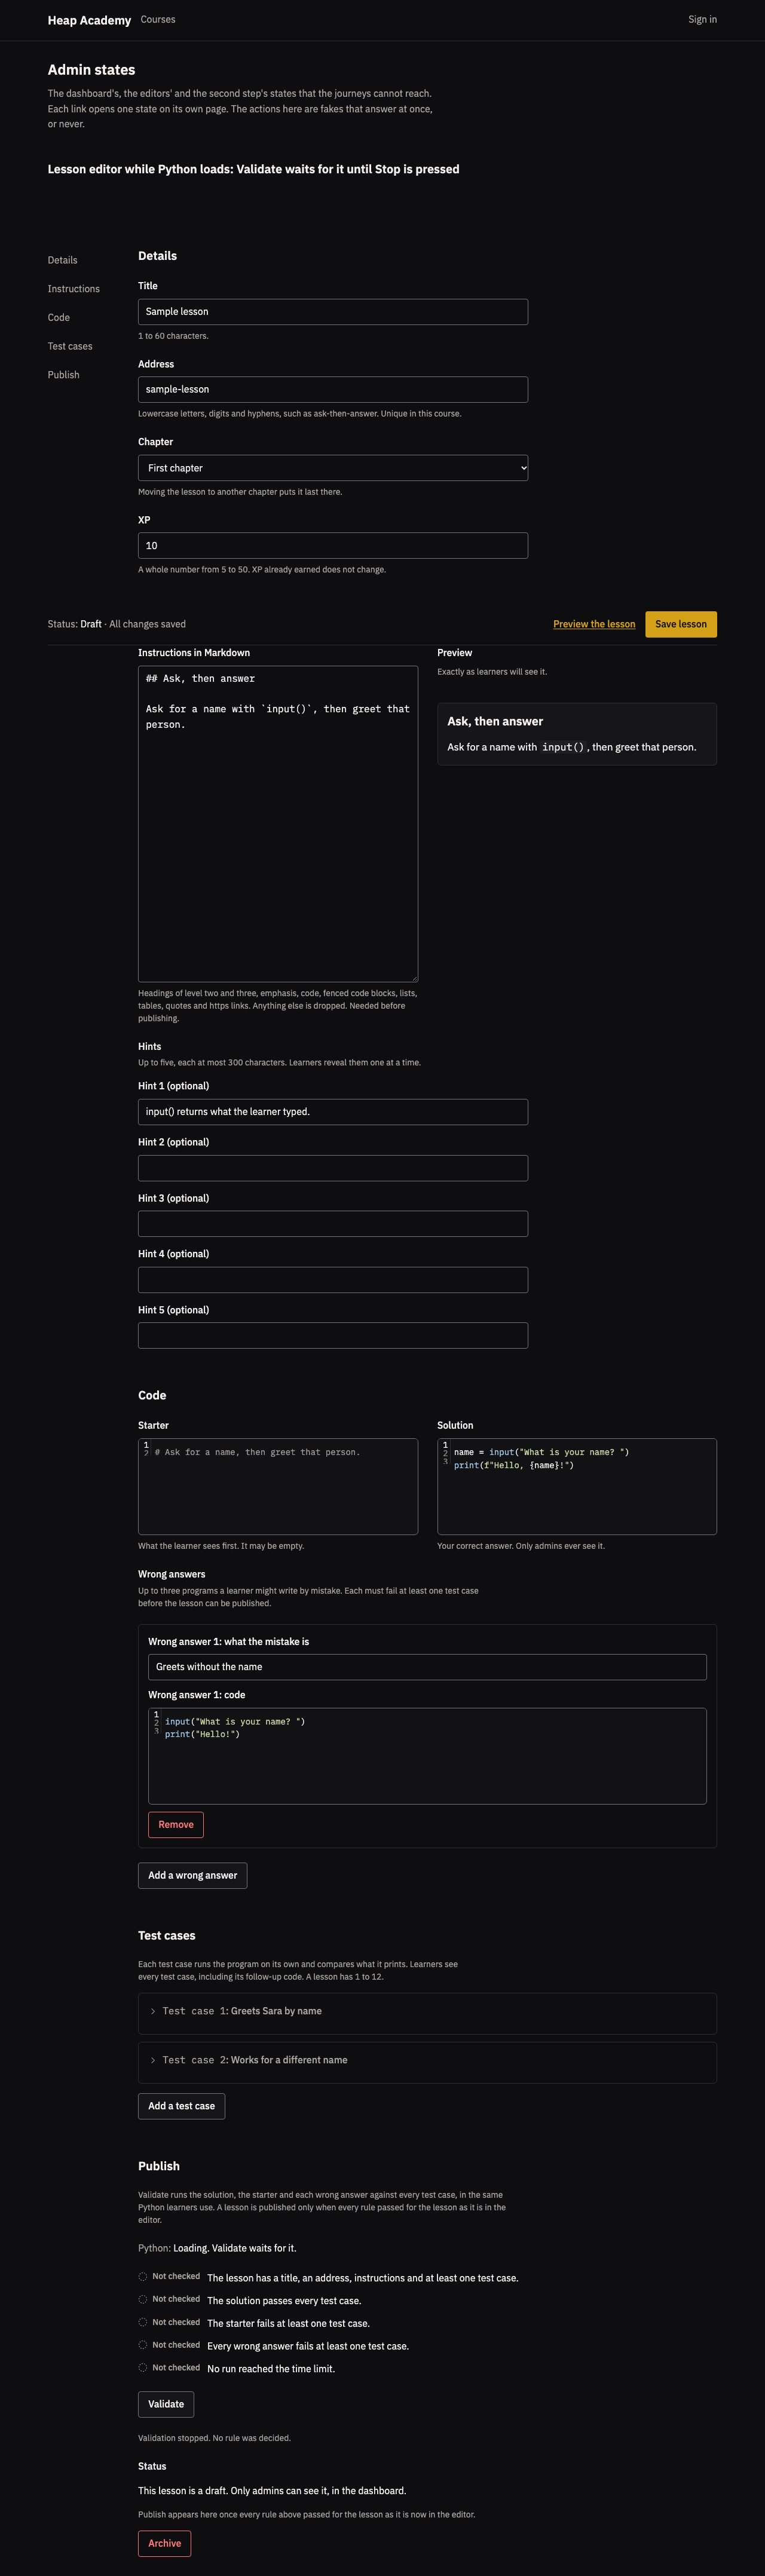 Heap Academy
Courses
Sign in
Admin states
The dashboard's, the editors' and the second step's states that the journeys cannot reach.
Each link opens one state on its own page. The actions here are fakes that answer at once,
or never.
Lesson editor while Python loads: Validate waits for it until Stop is pressed
Details
Instructions
Code
Test cases
Publish
Details
Title
Sample lesson
1 to 60 characters.
Address
sample-lesson
Lowercase letters, digits and hyphens, such as ask-then-answer. Unique in this course.
Chapter
First chapter
Moving the lesson to another chapter puts it last there.
XP
10
A whole number from 5 to 50. XP already earned does not change.
Status: Draft · All changes saved
Preview the lesson
Save lesson
Instructions in Markdown
## Ask, then answer
Ask for a name with `input()`, then greet that
person.
Headings of level two and three, emphasis, code, fenced code blocks, lists,
tables, quotes and https links. Anything else is dropped. Needed before
publishing.
Preview
Exactly as learners will see it.
Ask, then answer
Ask for a name with input(), then greet that person.
Hints
Up to five, each at most 300 characters. Learners reveal them one at a time.
Hint 1 (optional)
input() returns what the learner typed.
Hint 2 (optional)
Hint 3 (optional)
Hint 4 (optional)
Hint 5 (optional)
Code
Starter
1
2
# Ask for a name, then greet that person.
What the learner sees first. It may be empty.
Solution
1
2
3
name = input("What is your name? ")
print(f"Hello, {name}!")
Your correct answer. Only admins ever see it.
Wrong answers
Up to three programs a learner might write by mistake. Each must fail at least one test case
before the lesson can be published.
Wrong answer 1: what the mistake is
Greets without the name
Wrong answer 1: code
1
2
3
input("What is your name? ")
print("Hello!")
Remove
Add a wrong answer
Test cases
Each test case runs the program on its own and compares what it prints. Learners see
every test case, including its follow-up code. A lesson has 1 to 12.
Test case 1: Greets Sara by name
Test case 2: Works for a different name
Add a test case
Publish
Validate runs the solution, the starter and each wrong answer against every test case, in the same
Python learners use. A lesson is published only when every rule passed for the lesson as it is in the
editor.
Python: Loading. Validate waits for it.
Not checked The lesson has a title, an address, instructions and at least one test case.
Not checked The solution passes every test case.
Not checked The starter fails at least one test case.
Not checked Every wrong answer fails at least one test case.
Not checked No run reached the time limit.
Validate
Validation stopped. No rule was decided.
Status
This lesson is a draft. Only admins can see it, in the dashboard.
Publish appears here once every rule above passed for the lesson as it is now in the editor.
Archive